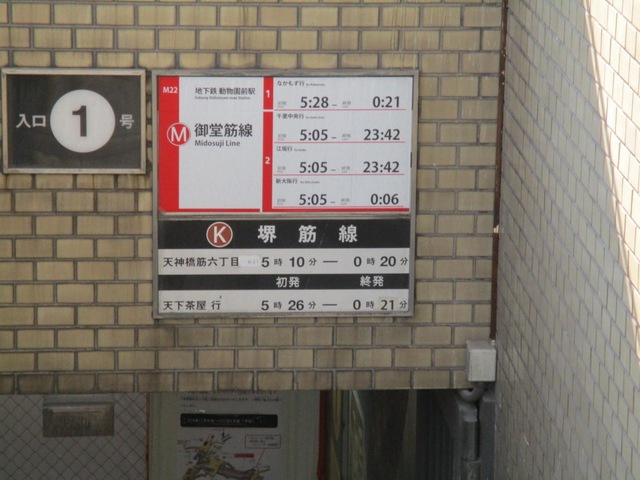 入口 1 号
M22 地下鉄 動物園前駅
M 御堂筋線
Midosuji Line
1 なかもず行
5:28 0:21
千里中央行
5:05 23:42
2 江坂行
5:05 23:42
新大阪行
5:05 0:06
K 堺筋線
天神橋筋六丁目 5時10分 — 0時20分
初発 終発
天下茶屋 行 5時26分 — 0時21分